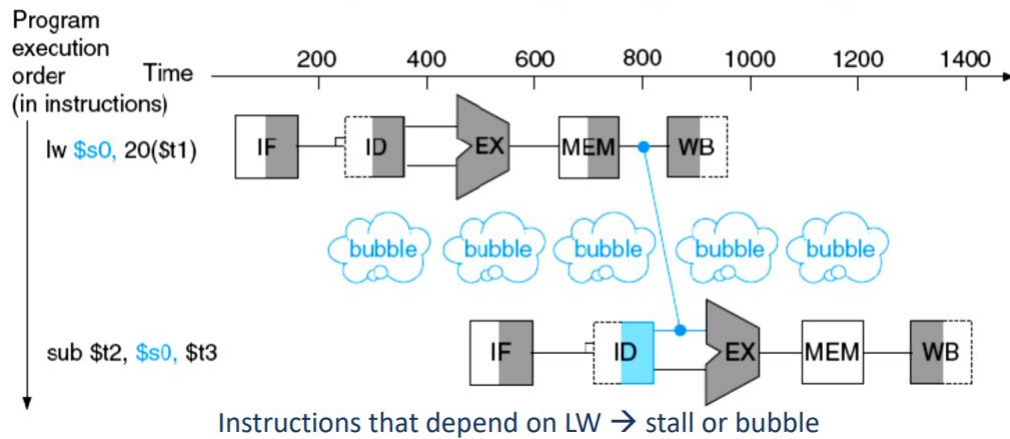 Program
execution
order
(in instructions)
Time
200 400 600 800 1000 1200 1400
lw $s0, 20($t1)
IF ID EX MEM WB
bubble bubble bubble bubble bubble
sub $t2, $s0, $t3
IF ID EX MEM WB
Instructions that depend on LW → stall or bubble